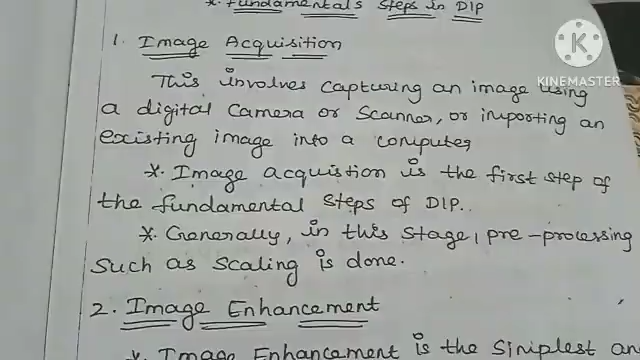 *. Fundamentals Steps in DIP
1. Image Acquisition
KINEMASTER
This involves capturing an image using
a digital camera or scanner, or importing an
existing image into a computer,
*. Image acquistion is the first step of
the fundamental steps of DIP.
*. Generally, in this stage, pre-processing
such as scaling is done.
2. Image Enhancement
*. Image Enhancement is the simplest an